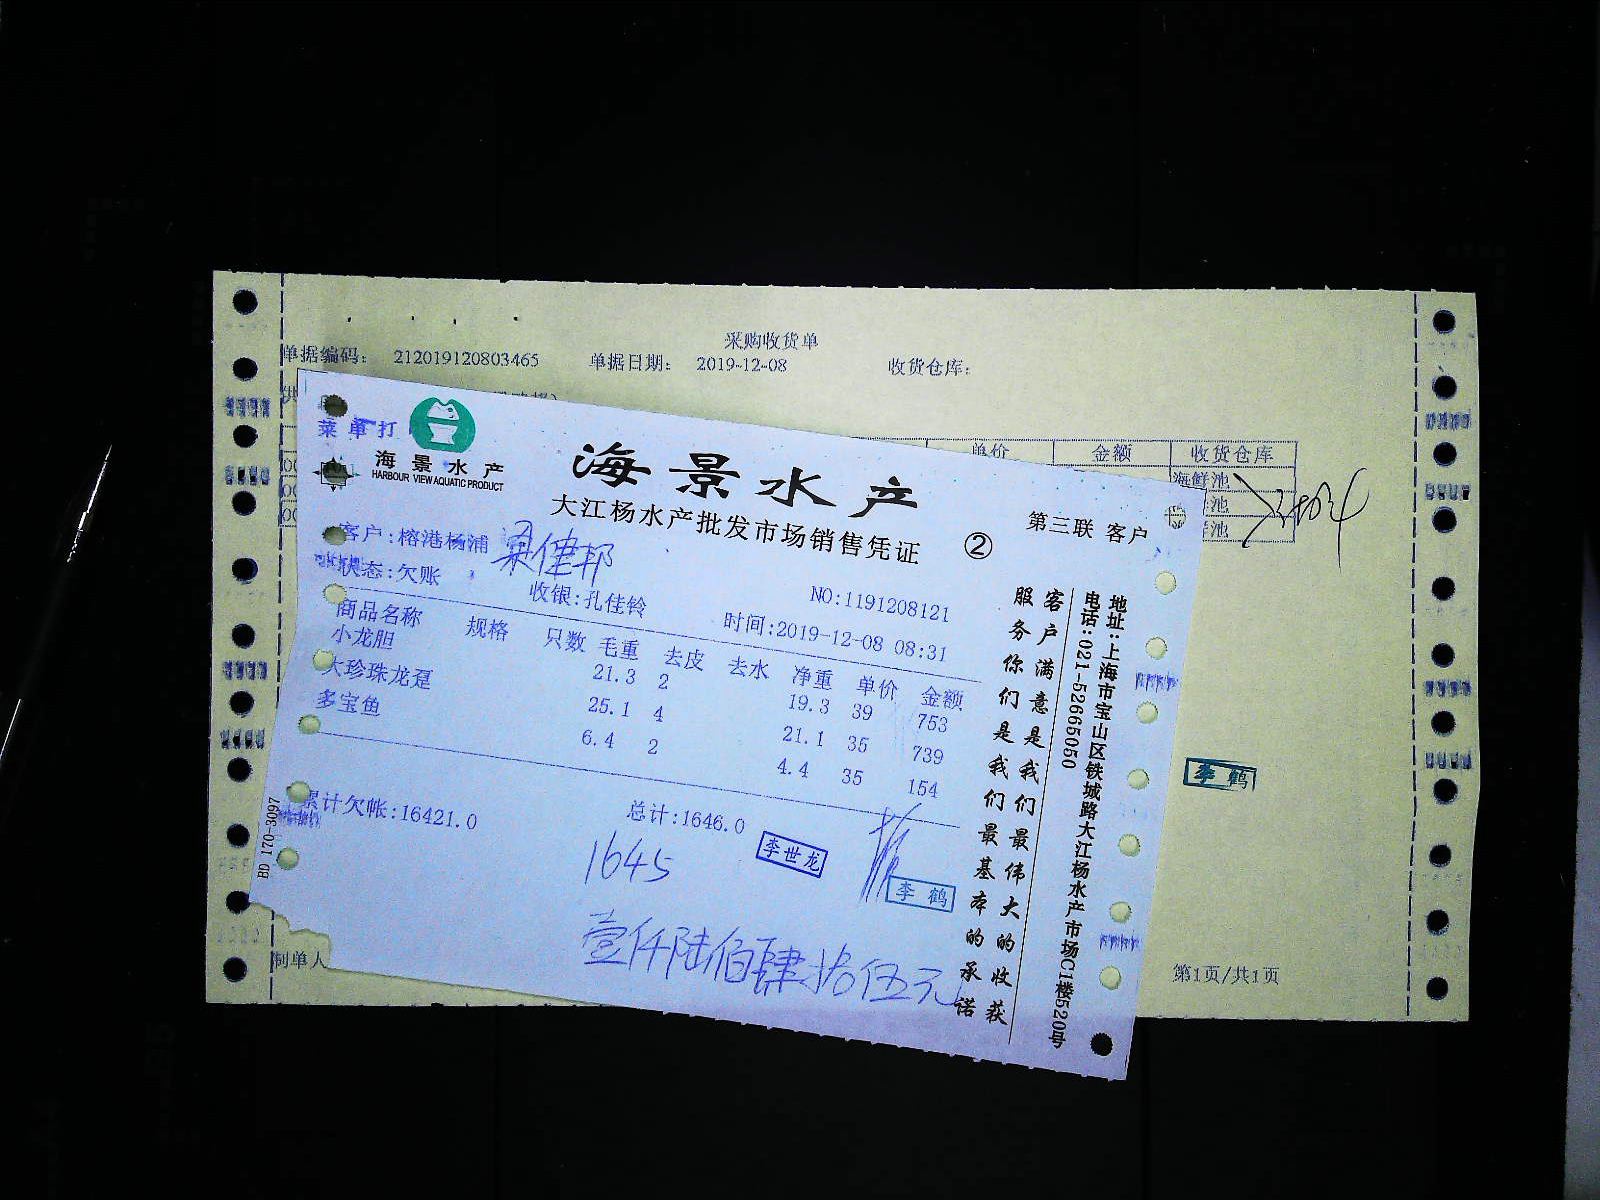 采购收货单
单据编码: 212019120803465 单据日期: 2019-12-08 收货仓库:
供
单价 金额 收货仓库
海鲜池
鲜池
鲜池
菜单打
海景水产
HARBOUR VIEW AQUATIC PRODUCT
海景水产
大江杨水产批发市场销售凭证 ② 第三联 客户
客户:榕港杨浦 梁健邦
状态:欠账 收银:孔佳铃 NO:1191208121
时间:2019-12-08 08:31
商品名称 规格 只数 毛重 去皮 去水 净重 单价 金额
小龙胆 21.3 2 19.3 39 753
大珍珠龙趸 25.1 4 21.1 35 739
多宝鱼 6.4 2 4.4 35 154
累计欠帐:16421.0 总计:1646.0
1645
李世龙
李鹤
壹仟陆佰肆拾伍元
客户满意是我们最伟大的收获
服务你们是我们最基本的承诺
地址:上海市宝山区铁城路大江杨水产市场C1楼520号
电话:021-52665050
BD 170-3097
李鹤
制单人
第1页/共1页